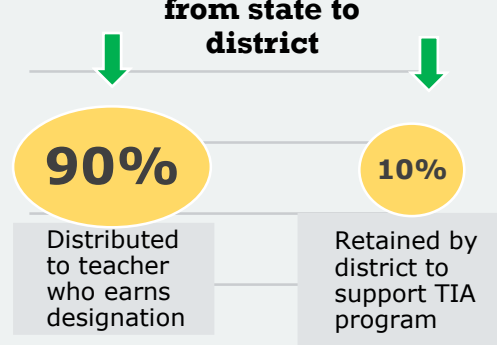 from state to
district
90%
10%
Distributed
to teacher
who earns
designation
Retained by
district to
support TIA
program